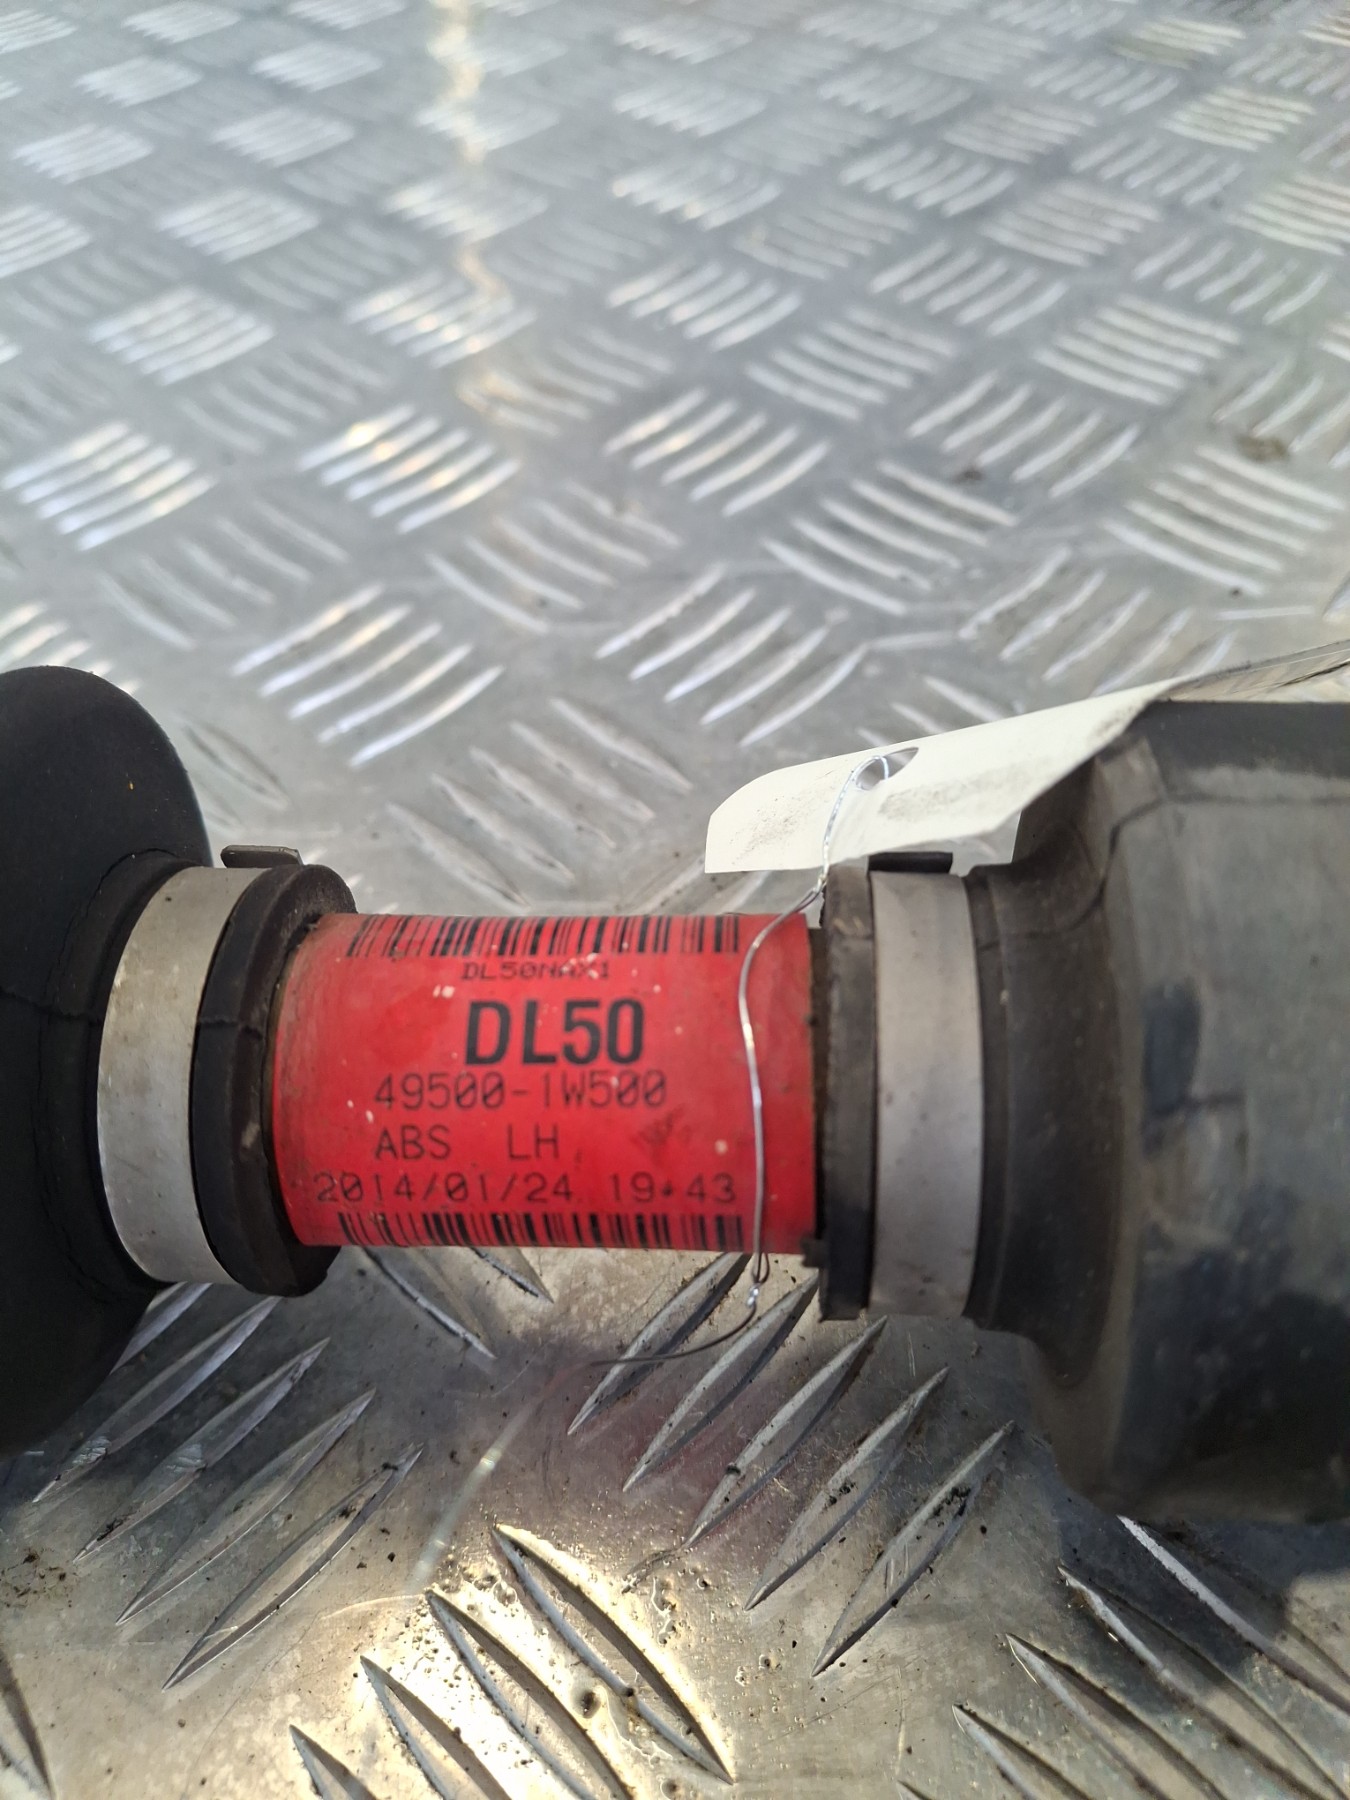 DL50NAX1
DL50
49500-1W500
ABS LH
2014/01/24 19:43